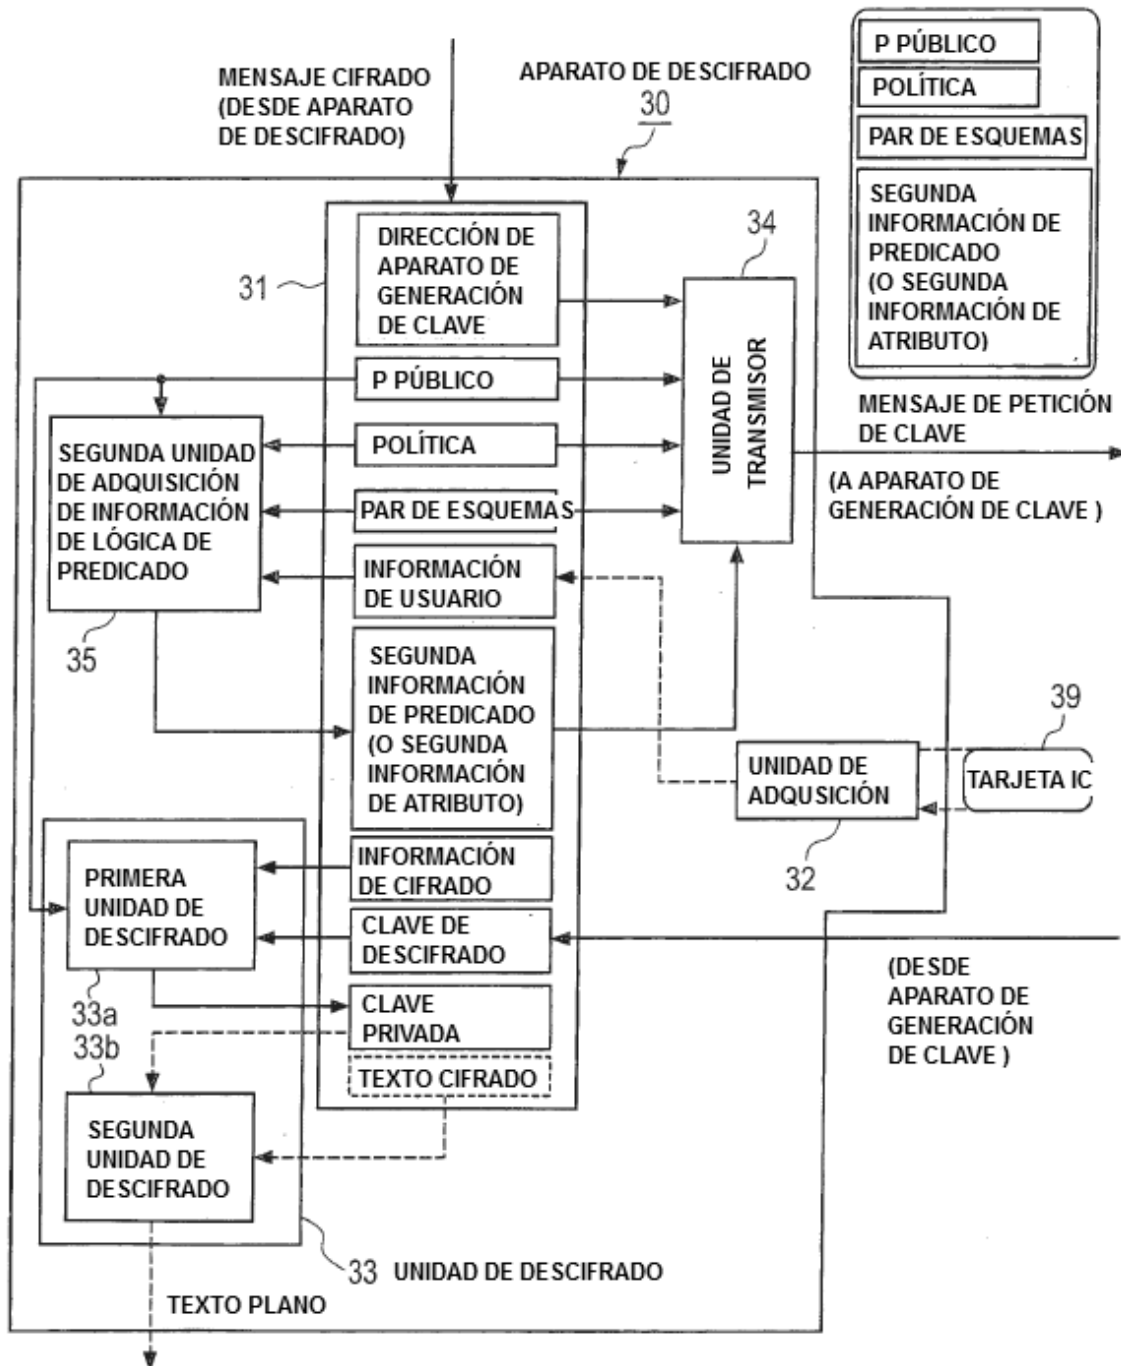 MENSAJE CIFRADO
(DESDE APARATO
DE DESCIFRADO)
APARATO DE DESCIFRADO
30
P PÚBLICO
POLÍTICA
PAR DE ESQUEMAS
SEGUNDA
INFORMACIÓN DE
PREDICADO
(O SEGUNDA
INFORMACIÓN DE
ATRIBUTO)
31
DIRECCIÓN DE
APARATO DE
GENERACIÓN
DE CLAVE
P PÚBLICO
POLÍTICA
PAR DE ESQUEMAS
INFORMACIÓN
DE USUARIO
SEGUNDA
INFORMACIÓN
DE PREDICADO
(O SEGUNDA
INFORMACIÓN
DE ATRIBUTO)
INFORMACIÓN
DE CIFRADO
CLAVE DE
DESCIFRADO
CLAVE
PRIVADA
TEXTO CIFRADO
34
UNIDAD DE
TRANSMISOR
MENSAJE DE PETICIÓN
DE CLAVE
(A APARATO DE
GENERACIÓN DE CLAVE )
SEGUNDA UNIDAD
DE ADQUISICIÓN
DE INFORMACIÓN
DE LÓGICA DE
PREDICADO
35
UNIDAD DE
ADQUSICIÓN
32
39
TARJETA IC
PRIMERA
UNIDAD DE
DESCIFRADO
33a
33b
SEGUNDA
UNIDAD DE
DESCIFRADO
(DESDE
APARATO DE
GENERACIÓN
DE CLAVE )
33 UNIDAD DE DESCIFRADO
TEXTO PLANO